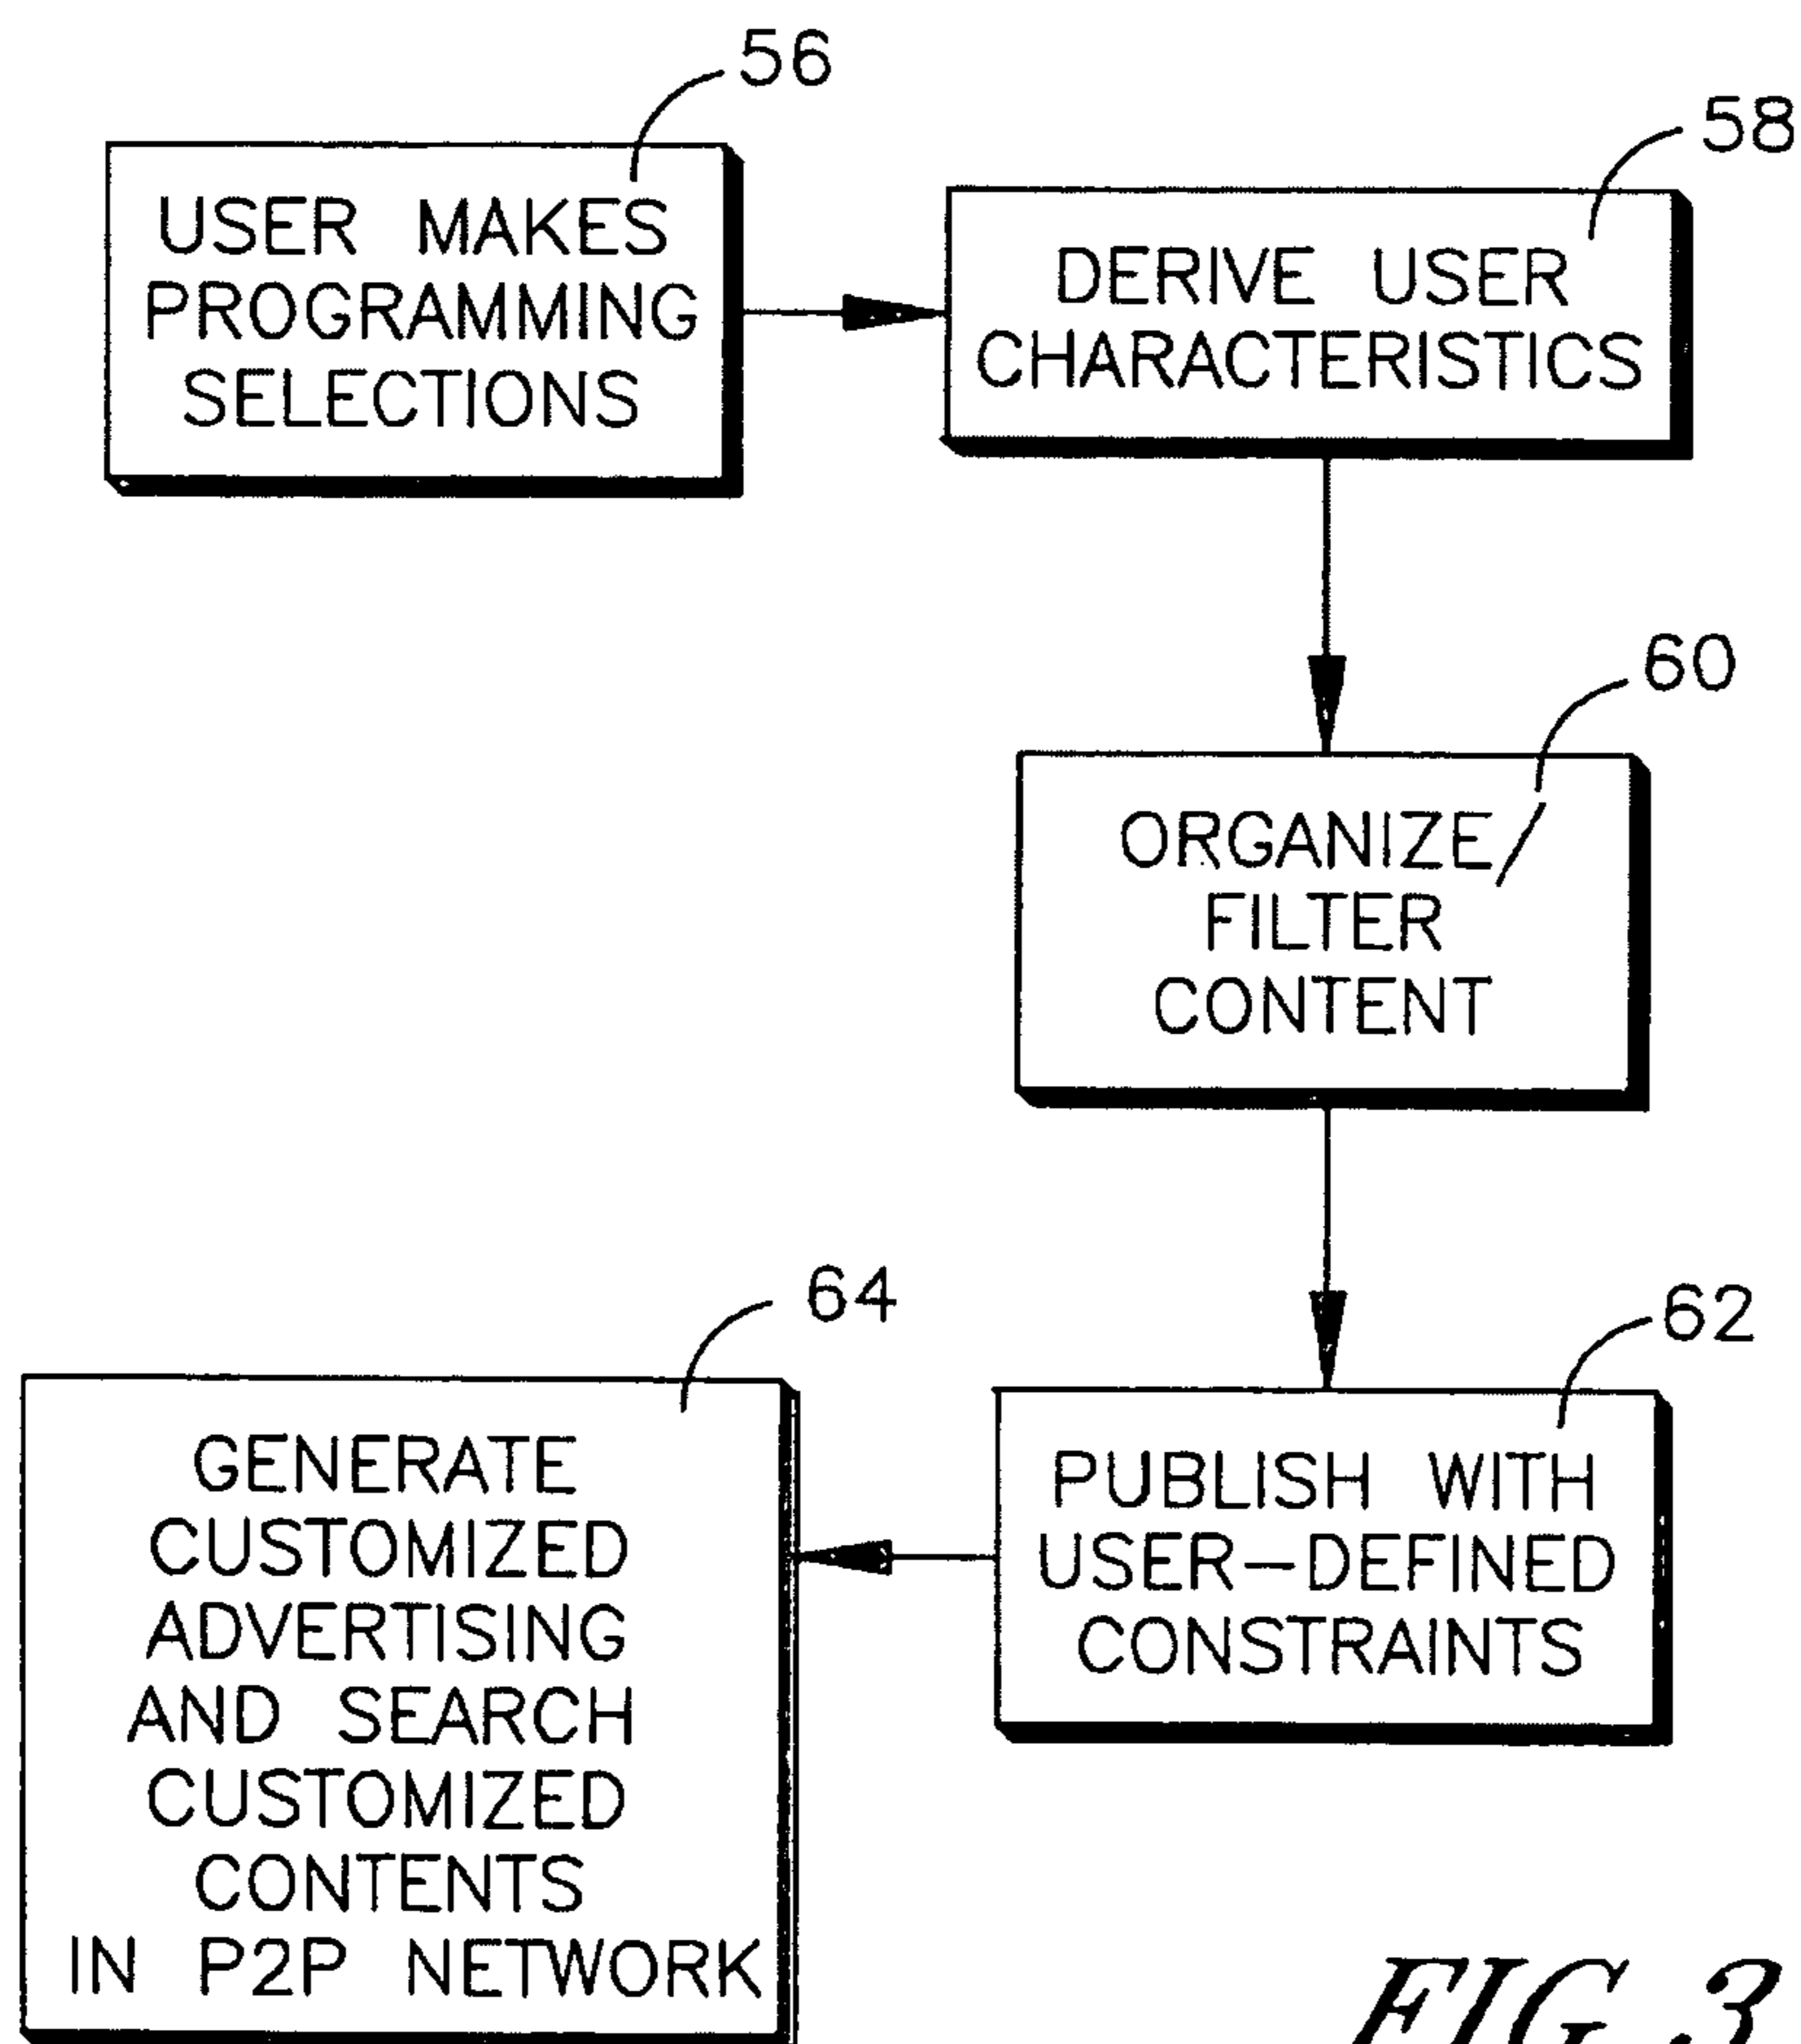 56
USER MAKES
PROGRAMMING
SELECTIONS
58
DERIVE USER
CHARACTERISTICS
60
ORGANIZE/
FILTER
CONTENT
62
PUBLISH WITH
USER-DEFINED
CONSTRAINTS
64
GENERATE
CUSTOMIZED
ADVERTISING
AND SEARCH
CUSTOMIZED
CONTENTS
IN P2P NETWORK
FIG.3